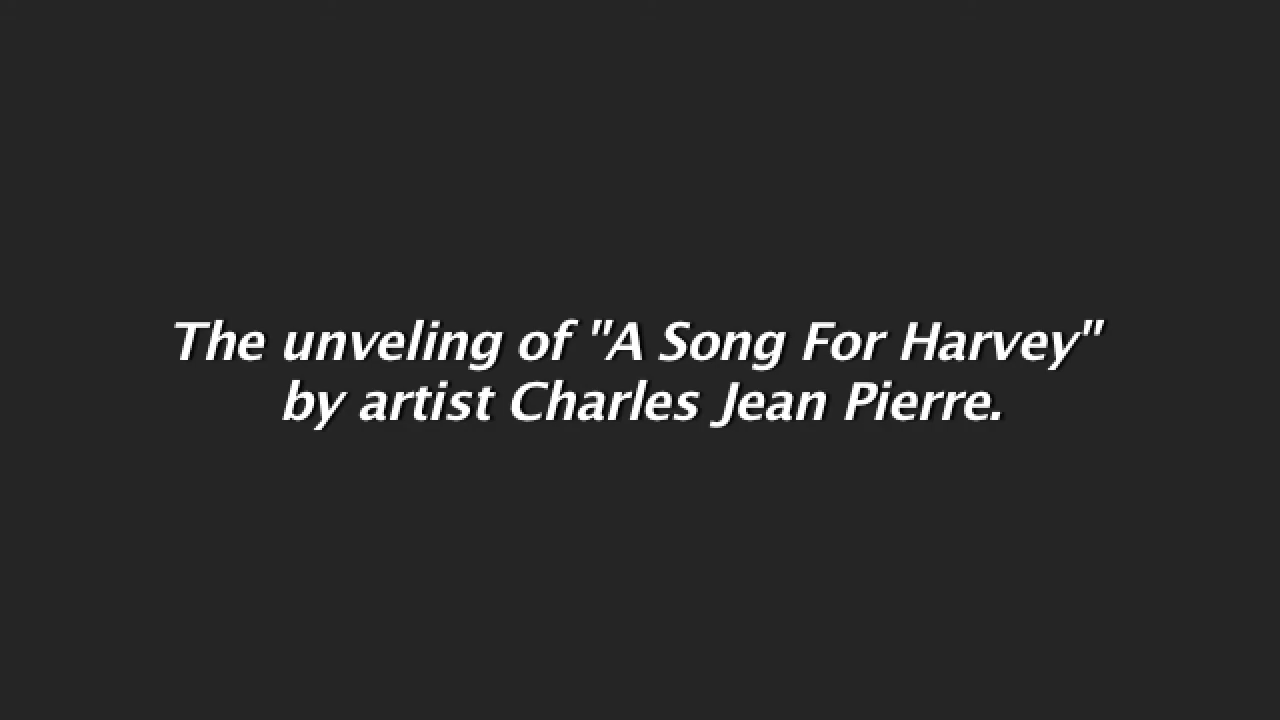 The unveling of "A Song For Harvey"
by artist Charles Jean Pierre.